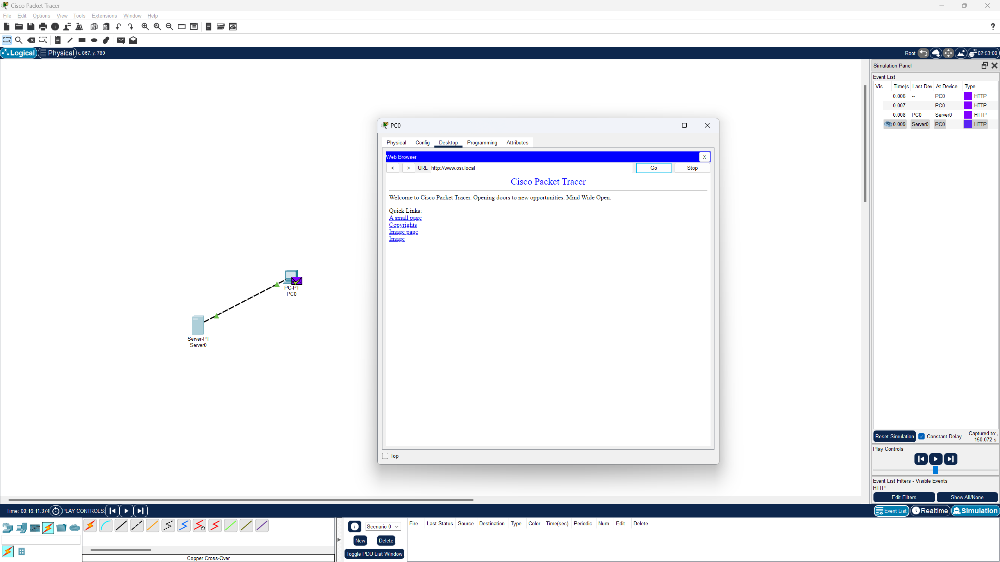 Cisco Packet Tracer
File Edit Options View Tools Extensions Window Help
Logical Physical x: 867, y: 780 Root 02:53:00
Simulation Panel
Event List
Vis. Time(s Last Dev At Device Type
0.006 -- PC0 HTTP
0.007 -- PC0 HTTP
0.008 PC0 Server0 HTTP
0.009 Server0 PC0 HTTP
PC0
Physical Config Desktop Programming Attributes
Web Browser X
< > URL http://www.osi.local Go Stop
Cisco Packet Tracer
Welcome to Cisco Packet Tracer. Opening doors to new opportunities. Mind Wide Open.
Quick Links:
A small page
Copyrights
Image page
Image
Top
PC-PT
PC0
Server-PT
Server0
Reset Simulation Constant Delay Captured to:
150.072 s
Play Controls
Event List Filters - Visible Events
HTTP
Edit Filters Show All/None
Time: 00:16:11.374 PLAY CONTROLS: Event List Realtime Simulation
Scenario 0
New Delete
Toggle PDU List Window
Fire Last Status Source Destination Type Color Time(sec) Periodic Num Edit Delete
Copper Cross-Over